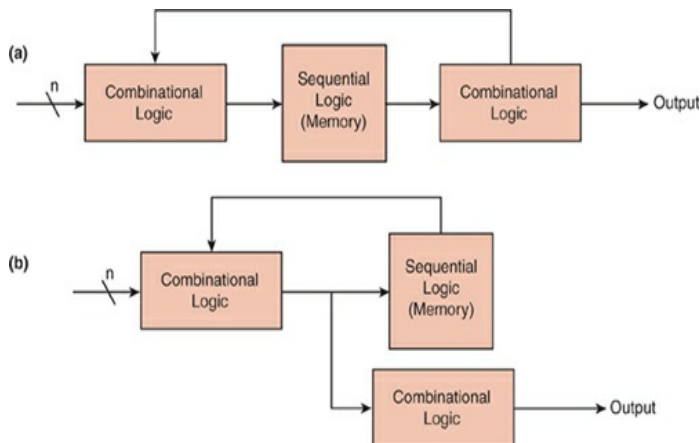 (a)
n
Combinational
Logic
Sequential
Logic
(Memory)
Combinational
Logic
Output
(b)
n
Combinational
Logic
Sequential
Logic
(Memory)
Combinational
Logic
Output